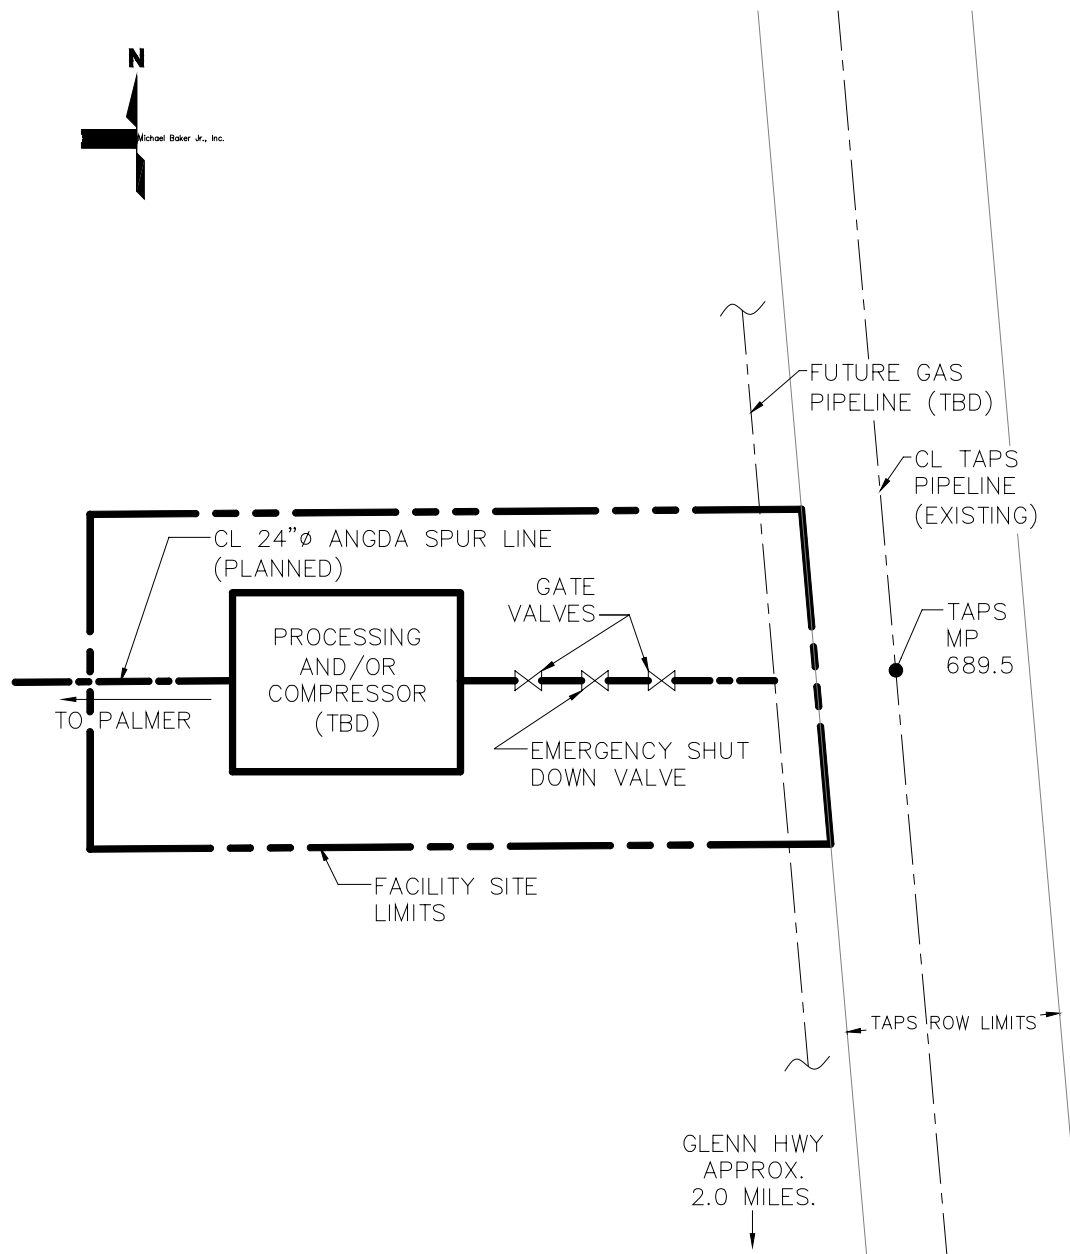 N
Michael Baker Jr., Inc.
FUTURE GAS
PIPELINE (TBD)
CL TAPS
PIPELINE
(EXISTING)
CL 24”ø ANGDA SPUR LINE
(PLANNED)
GATE
VALVES
TAPS
MP
689.5
PROCESSING
AND/OR
COMPRESSOR
(TBD)
TO PALMER
EMERGENCY SHUT
DOWN VALVE
FACILITY SITE
LIMITS
TAPS ROW LIMITS
GLENN HWY
APPROX.
2.0 MILES.